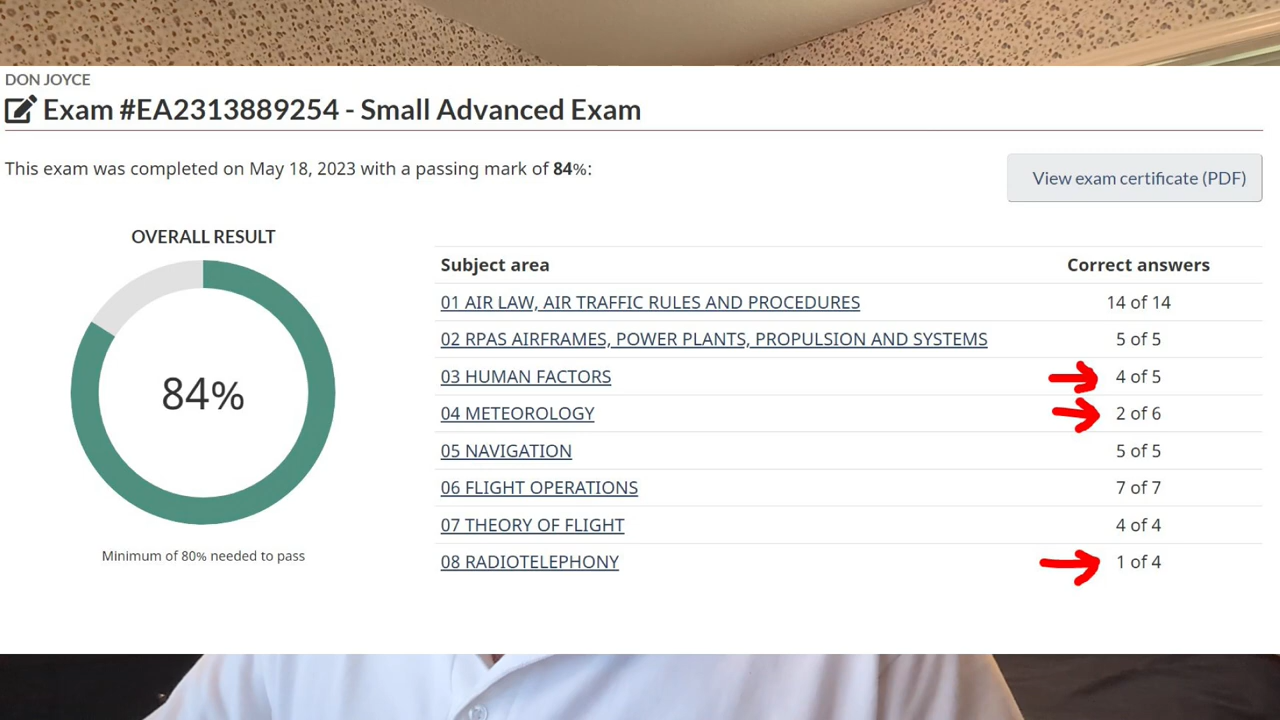 DON JOYCE
Exam #EA2313889254 - Small Advanced Exam
This exam was completed on May 18, 2023 with a passing mark of 84%:
View exam certificate (PDF)
OVERALL RESULT
84%
Minimum of 80% needed to pass
Subject area Correct answers
01 AIR LAW, AIR TRAFFIC RULES AND PROCEDURES 14 of 14
02 RPAS AIRFRAMES, POWER PLANTS, PROPULSION AND SYSTEMS 5 of 5
03 HUMAN FACTORS 4 of 5
04 METEOROLOGY 2 of 6
05 NAVIGATION 5 of 5
06 FLIGHT OPERATIONS 7 of 7
07 THEORY OF FLIGHT 4 of 4
08 RADIOTELEPHONY 1 of 4